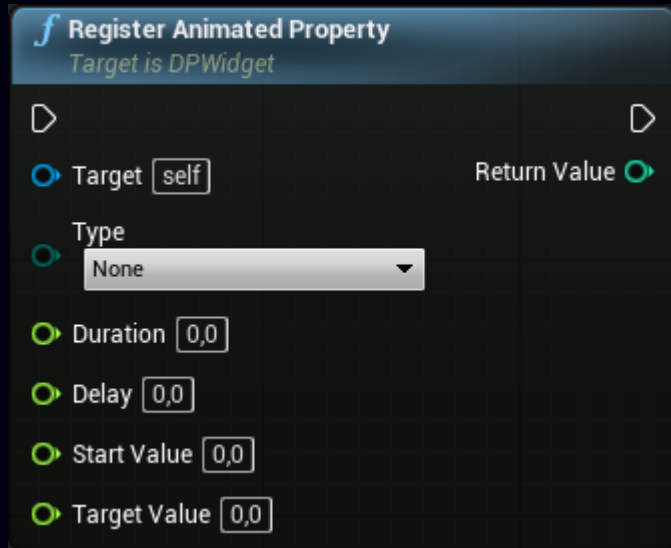 f Register Animated Property
Target is DPWidget
Target self
Return Value
Type
None
Duration 0,0
Delay 0,0
Start Value 0,0
Target Value 0,0